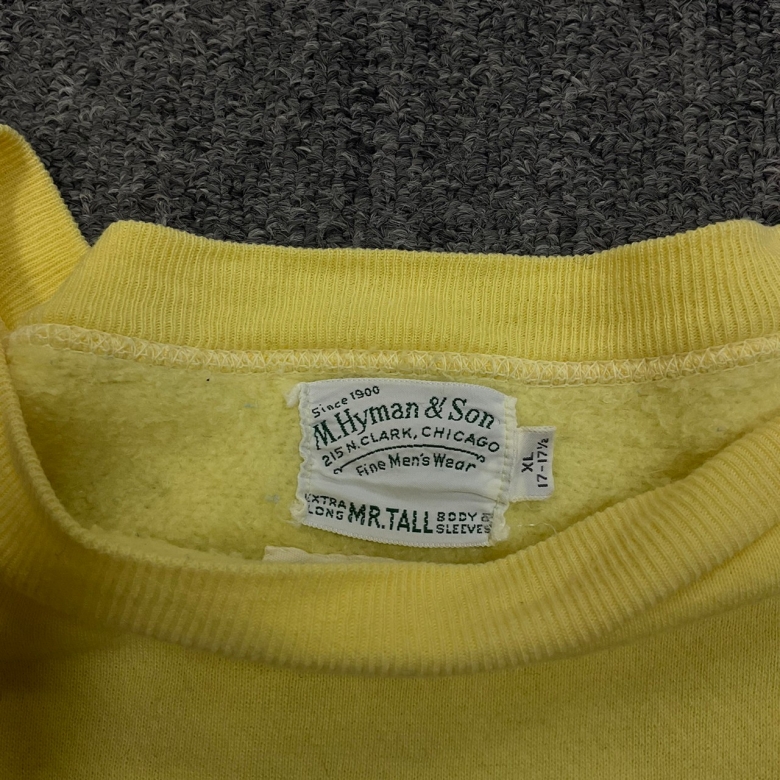 Since 1900
M. Hyman & Son
215 N. CLARK, CHICAGO
Fine Men's Wear
EXTRA LONG MR. TALL BODY & SLEEVES
XL
17-17½